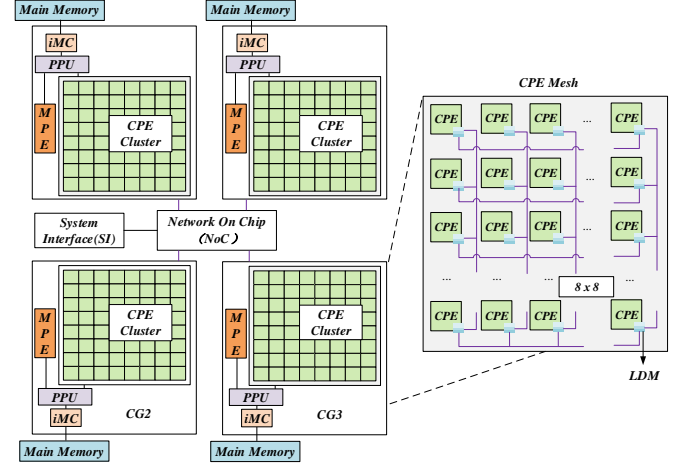 Main Memory
Main Memory
iMC
iMC
PPU
PPU
M
P
E
CPE
Cluster
M
P
E
CPE
Cluster
System
Interface(SI)
Network On Chip
(NoC)
M
P
E
CPE
Cluster
M
P
E
CPE
Cluster
PPU
PPU
iMC
CG2
iMC
CG3
Main Memory
Main Memory
CPE Mesh
CPE CPE CPE ... CPE
CPE CPE CPE ... CPE
CPE CPE CPE ... CPE
... ... ... ...
8 x 8
CPE CPE CPE CPE
LDM